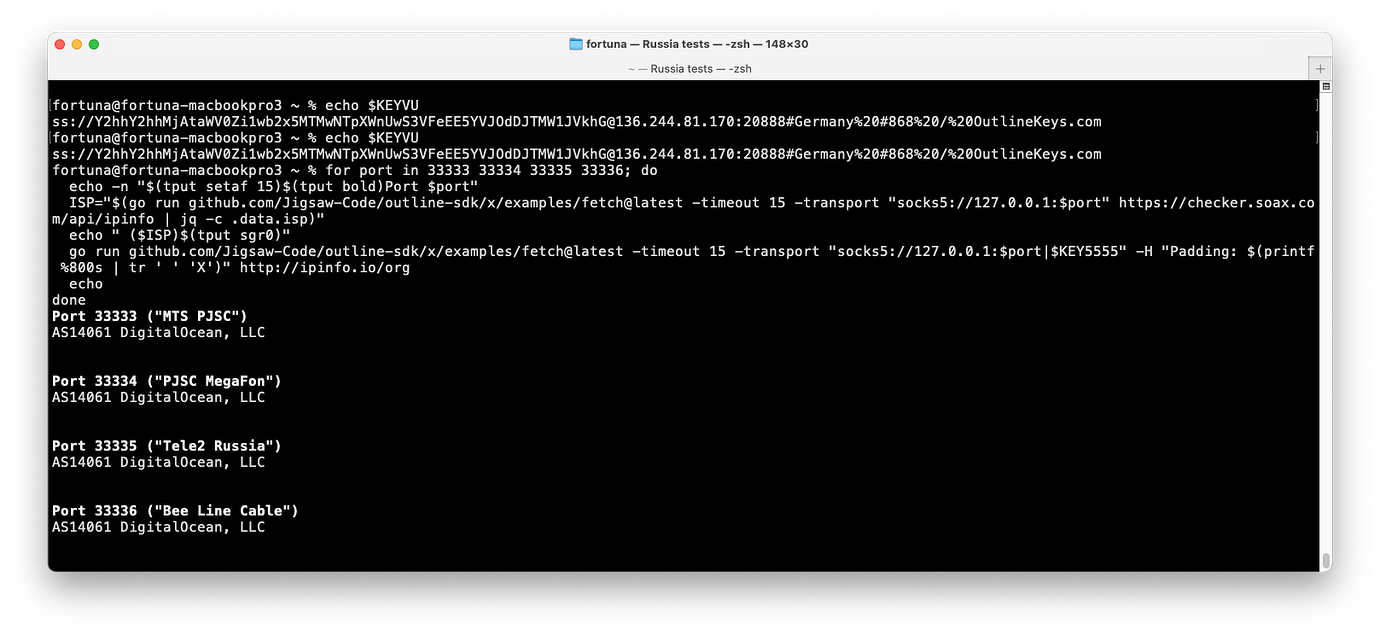 fortuna — Russia tests — -zsh — 148×30
~ — Russia tests — -zsh
fortuna@fortuna-macbookpro3 ~ % echo $KEYVU
ss://Y2hhY2hhMjAtaWV0Zi1wb2x5MTMwNTpXWnUwS3VFeEE5YVJOdDJTMW1JVkhG@136.244.81.170:20888#Germany%20#868%20/%20OutlineKeys.com
fortuna@fortuna-macbookpro3 ~ % echo $KEYVU
ss://Y2hhY2hhMjAtaWV0Zi1wb2x5MTMwNTpXWnUwS3VFeEE5YVJOdDJTMW1JVkhG@136.244.81.170:20888#Germany%20#868%20/%20OutlineKeys.com
fortuna@fortuna-macbookpro3 ~ % for port in 33333 33334 33335 33336; do
  echo -n "$(tput setaf 15)$(tput bold)Port $port"
  ISP="$(go run github.com/Jigsaw-Code/outline-sdk/x/examples/fetch@latest -timeout 15 -transport "socks5://127.0.0.1:$port" https://checker.soax.co
m/api/ipinfo | jq -c .data.isp)"
  echo " ($ISP)$(tput sgr0)"
  go run github.com/Jigsaw-Code/outline-sdk/x/examples/fetch@latest -timeout 15 -transport "socks5://127.0.0.1:$port|$KEY5555" -H "Padding: $(printf
 %800s | tr ' ' 'X')" http://ipinfo.io/org
  echo
done
Port 33333 ("MTS PJSC")
AS14061 DigitalOcean, LLC
Port 33334 ("PJSC MegaFon")
AS14061 DigitalOcean, LLC
Port 33335 ("Tele2 Russia")
AS14061 DigitalOcean, LLC
Port 33336 ("Bee Line Cable")
AS14061 DigitalOcean, LLC